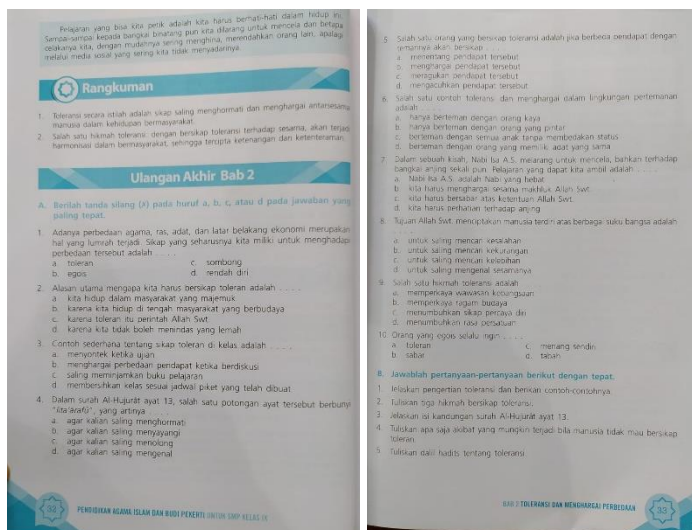 Pelajaran yang bisa kita petik adalah kita harus berhati-hati dalam hidup ini.
Sampai-sampai kepada bangkai binatang pun kita dilarang untuk mencela dan betapa
celakanya kita, dengan mudahnya sering menghina, merendahkan orang lain, apalagi
melalui media sosial yang sering kita tidak menyadarinya.
Rangkuman
1. Toleransi secara istilah adalah sikap saling menghormati dan menghargai antarsesama
manusia dalam kehidupan bermasyarakat.
2. Salah satu hikmah toleransi: dengan bersikap toleransi terhadap sesama, akan terjadi
harmonisasi dalam bermasyarakat, sehingga tercipta ketenangan dan ketenteraman.
Ulangan Akhir Bab 2
A. Berilah tanda silang (X) pada huruf a, b, c, atau d pada jawaban yang
paling tepat.
1. Adanya perbedaan agama, ras, adat, dan latar belakang ekonomi merupakan
hal yang lumrah terjadi. Sikap yang seharusnya kita miliki untuk menghadapi
perbedaan tersebut adalah . . . .
a. toleran c. sombong
b. egois d. rendah diri
2. Alasan utama mengapa kita harus bersikap toleran adalah . . . .
a. kita hidup dalam masyarakat yang majemuk
b. karena kita hidup di tengah masyarakat yang berbudaya
c. karena toleran itu perintah Allah Swt.
d. karena kita tidak boleh menindas yang lemah
3. Contoh sederhana tentang sikap toleran di kelas adalah . . . .
a. menyontek ketika ujian
b. menghargai perbedaan pendapat ketika berdiskusi
c. saling meminjamkan buku pelajaran
d. membersihkan kelas sesuai jadwal piket yang telah dibuat
4. Dalam surah Al-Hujurāt ayat 13, salah satu potongan ayat tersebut berbunyi
"lita'ārafū", yang artinya . . . .
a. agar kalian saling menghormati
b. agar kalian saling menyayangi
c. agar kalian saling menolong
d. agar kalian saling mengenal
32 PENDIDIKAN AGAMA ISLAM DAN BUDI PEKERTI UNTUK SMP KELAS IX
5. Salah satu orang yang bersikap toleransi adalah jika berbeda pendapat dengan
temannya akan bersikap . . . .
a. menentang pendapat tersebut
b. menghargai pendapat tersebut
c. meragukan pendapat tersebut
d. mengacuhkan pendapat tersebut
6. Salah satu contoh toleransi dan menghargai dalam lingkungan pertemanan
adalah . . . .
a. hanya berteman dengan orang kaya
b. hanya berteman dengan orang yang pintar
c. berteman dengan semua anak tanpa membedakan status
d. berteman dengan orang yang memiliki adat yang sama
7. Dalam sebuah kisah, Nabi Isa A.S. melarang untuk mencela, bahkan terhadap
bangkai anjing sekali pun. Pelajaran yang dapat kita ambil adalah . . . .
a. Nabi Isa A.S. adalah Nabi yang hebat
b. kita harus menghargai sesama makhluk Allah Swt.
c. kita harus bersabar atas ketentuan Allah Swt.
d. kita harus perhatian terhadap anjing
8. Tujuan Allah Swt. menciptakan manusia terdiri atas berbagai suku bangsa adalah
. . . .
a. untuk saling mencari kesalahan
b. untuk saling mencari kekurangan
c. untuk saling mencari kelebihan
d. untuk saling mengenal sesamanya
9. Salah satu hikmah toleransi adalah . . . .
a. memperkaya wawasan kebangsaan
b. memperkaya ragam budaya
c. menumbuhkan sikap percaya diri
d. menumbuhkan rasa persatuan
10. Orang yang egois selalu ingin . . . .
a. toleran c. menang sendiri
b. sabar d. tabah
B. Jawablah pertanyaan-pertanyaan berikut dengan tepat.
1. Jelaskan pengertian toleransi dan berikan contoh-contohnya.
2. Tuliskan tiga hikmah bersikap toleransi.
3. Jelaskan isi kandungan surah Al-Hujurāt ayat 13.
4. Tuliskan apa saja akibat yang mungkin terjadi bila manusia tidak mau bersikap
toleran.
5. Tuliskan dalil hadits tentang toleransi.
BAB 2 TOLERANSI DAN MENGHARGAI PERBEDAAN 33